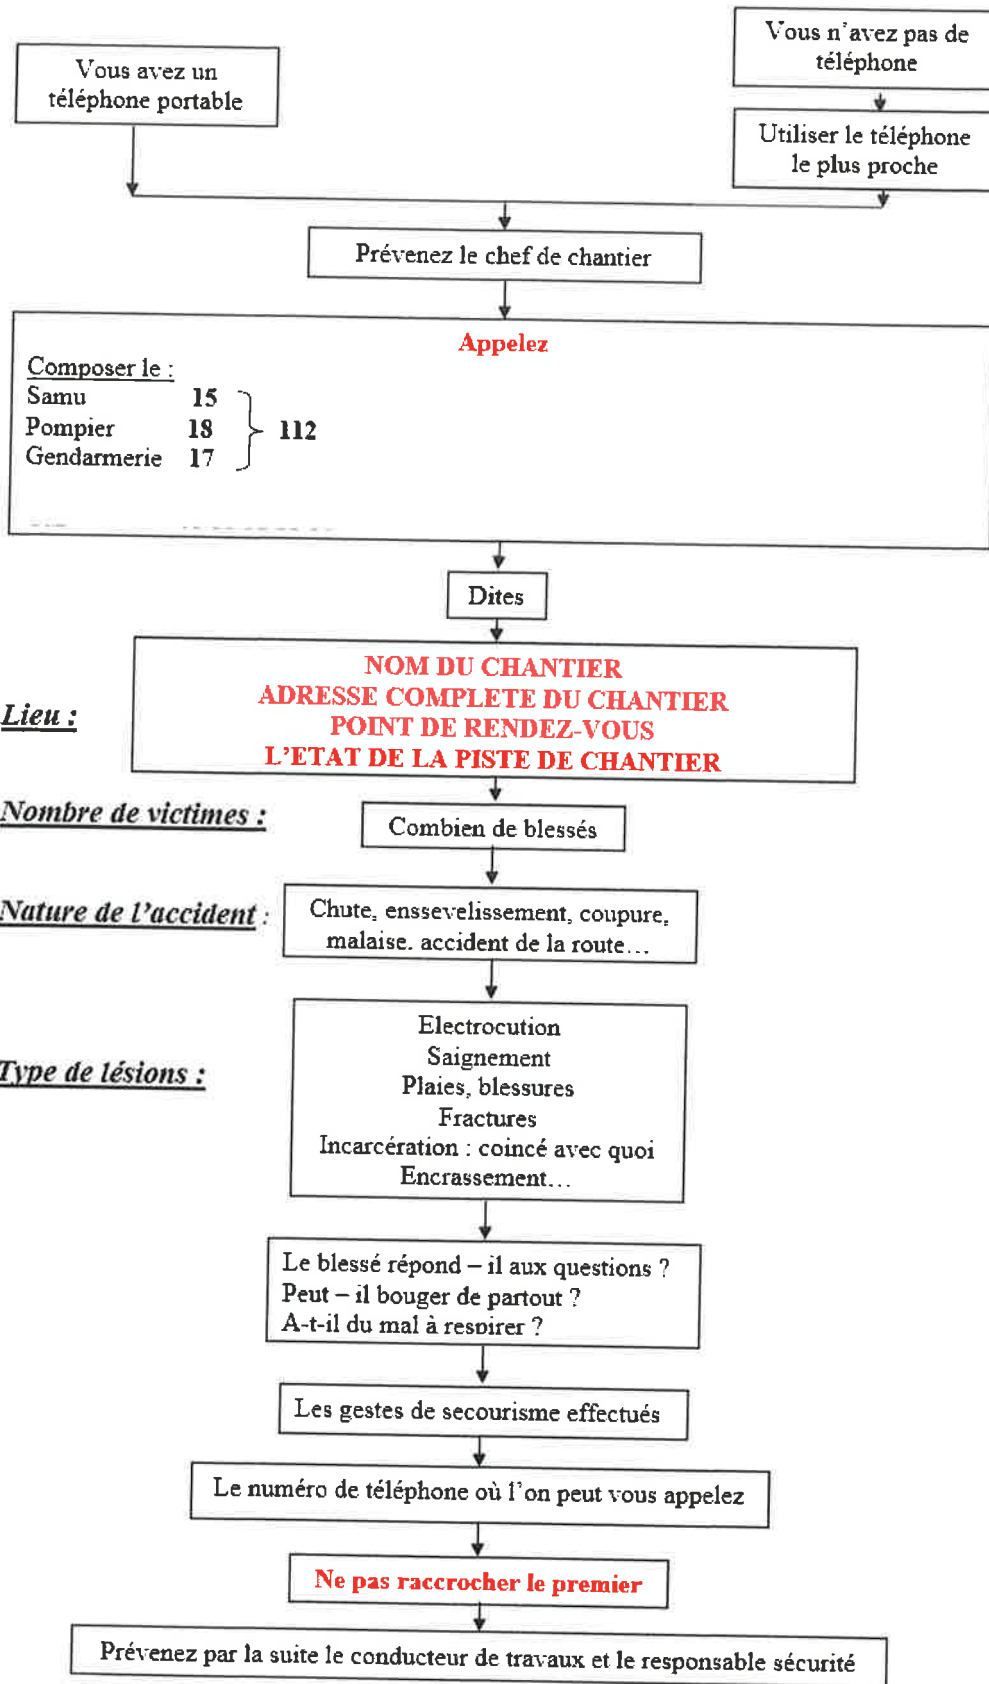 Vous avez un
téléphone portable
Vous n'avez pas de
téléphone
Utiliser le téléphone
le plus proche
Prévenez le chef de chantier
Appelez
Composer le :
Samu 15
Pompier 18 112
Gendarmerie 17
Dites
Lieu :
NOM DU CHANTIER
ADRESSE COMPLETE DU CHANTIER
POINT DE RENDEZ-VOUS
L'ETAT DE LA PISTE DE CHANTIER
Nombre de victimes :
Combien de blessés
Nature de l'accident :
Chute, enssevelissement, coupure,
malaise. accident de la route...
Type de lésions :
Electrocution
Saignement
Plaies, blessures
Fractures
Incarcération : coincé avec quoi
Encrassement...
Le blessé répond – il aux questions ?
Peut – il bouger de partout ?
A-t-il du mal à respirer ?
Les gestes de secourisme effectués
Le numéro de téléphone où l'on peut vous appelez
Ne pas raccrocher le premier
Prévenez par la suite le conducteur de travaux et le responsable sécurité